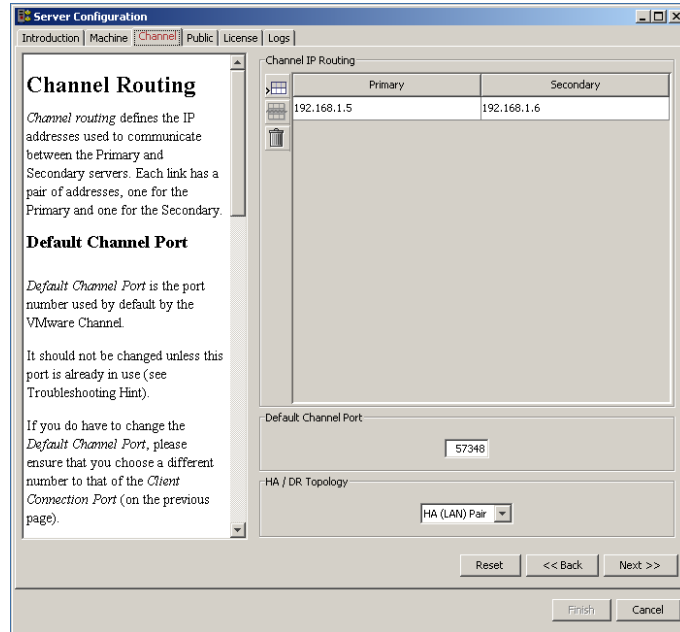 Server Configuration
Introduction Machine Channel Public License Logs
Channel Routing
Channel routing defines the IP
addresses used to communicate
between the Primary and
Secondary servers. Each link has a
pair of addresses, one for the
Primary and one for the Secondary.
Default Channel Port
Default Channel Port is the port
number used by default by the
VMware Channel.
It should not be changed unless this
port is already in use (see
Troubleshooting Hint).
If you do have to change the
Default Channel Port, please
ensure that you choose a different
number to that of the Client
Connection Port (on the previous
page).
Channel IP Routing
Primary Secondary
192.168.1.5 192.168.1.6
Default Channel Port
57348
HA / DR Topology
HA (LAN) Pair
Reset << Back Next >>
Finish Cancel